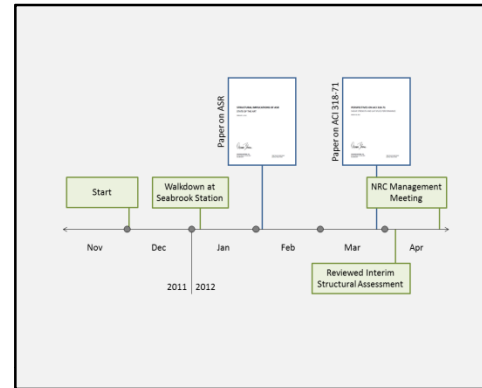 Paper on ASR
Paper on ACI 318-71
Start
Walkdown at
Seabrook Station
NRC Management
Meeting
Nov
Dec
Jan
Feb
Mar
Apr
Reviewed Interim
Structural Assessment
2011
2012